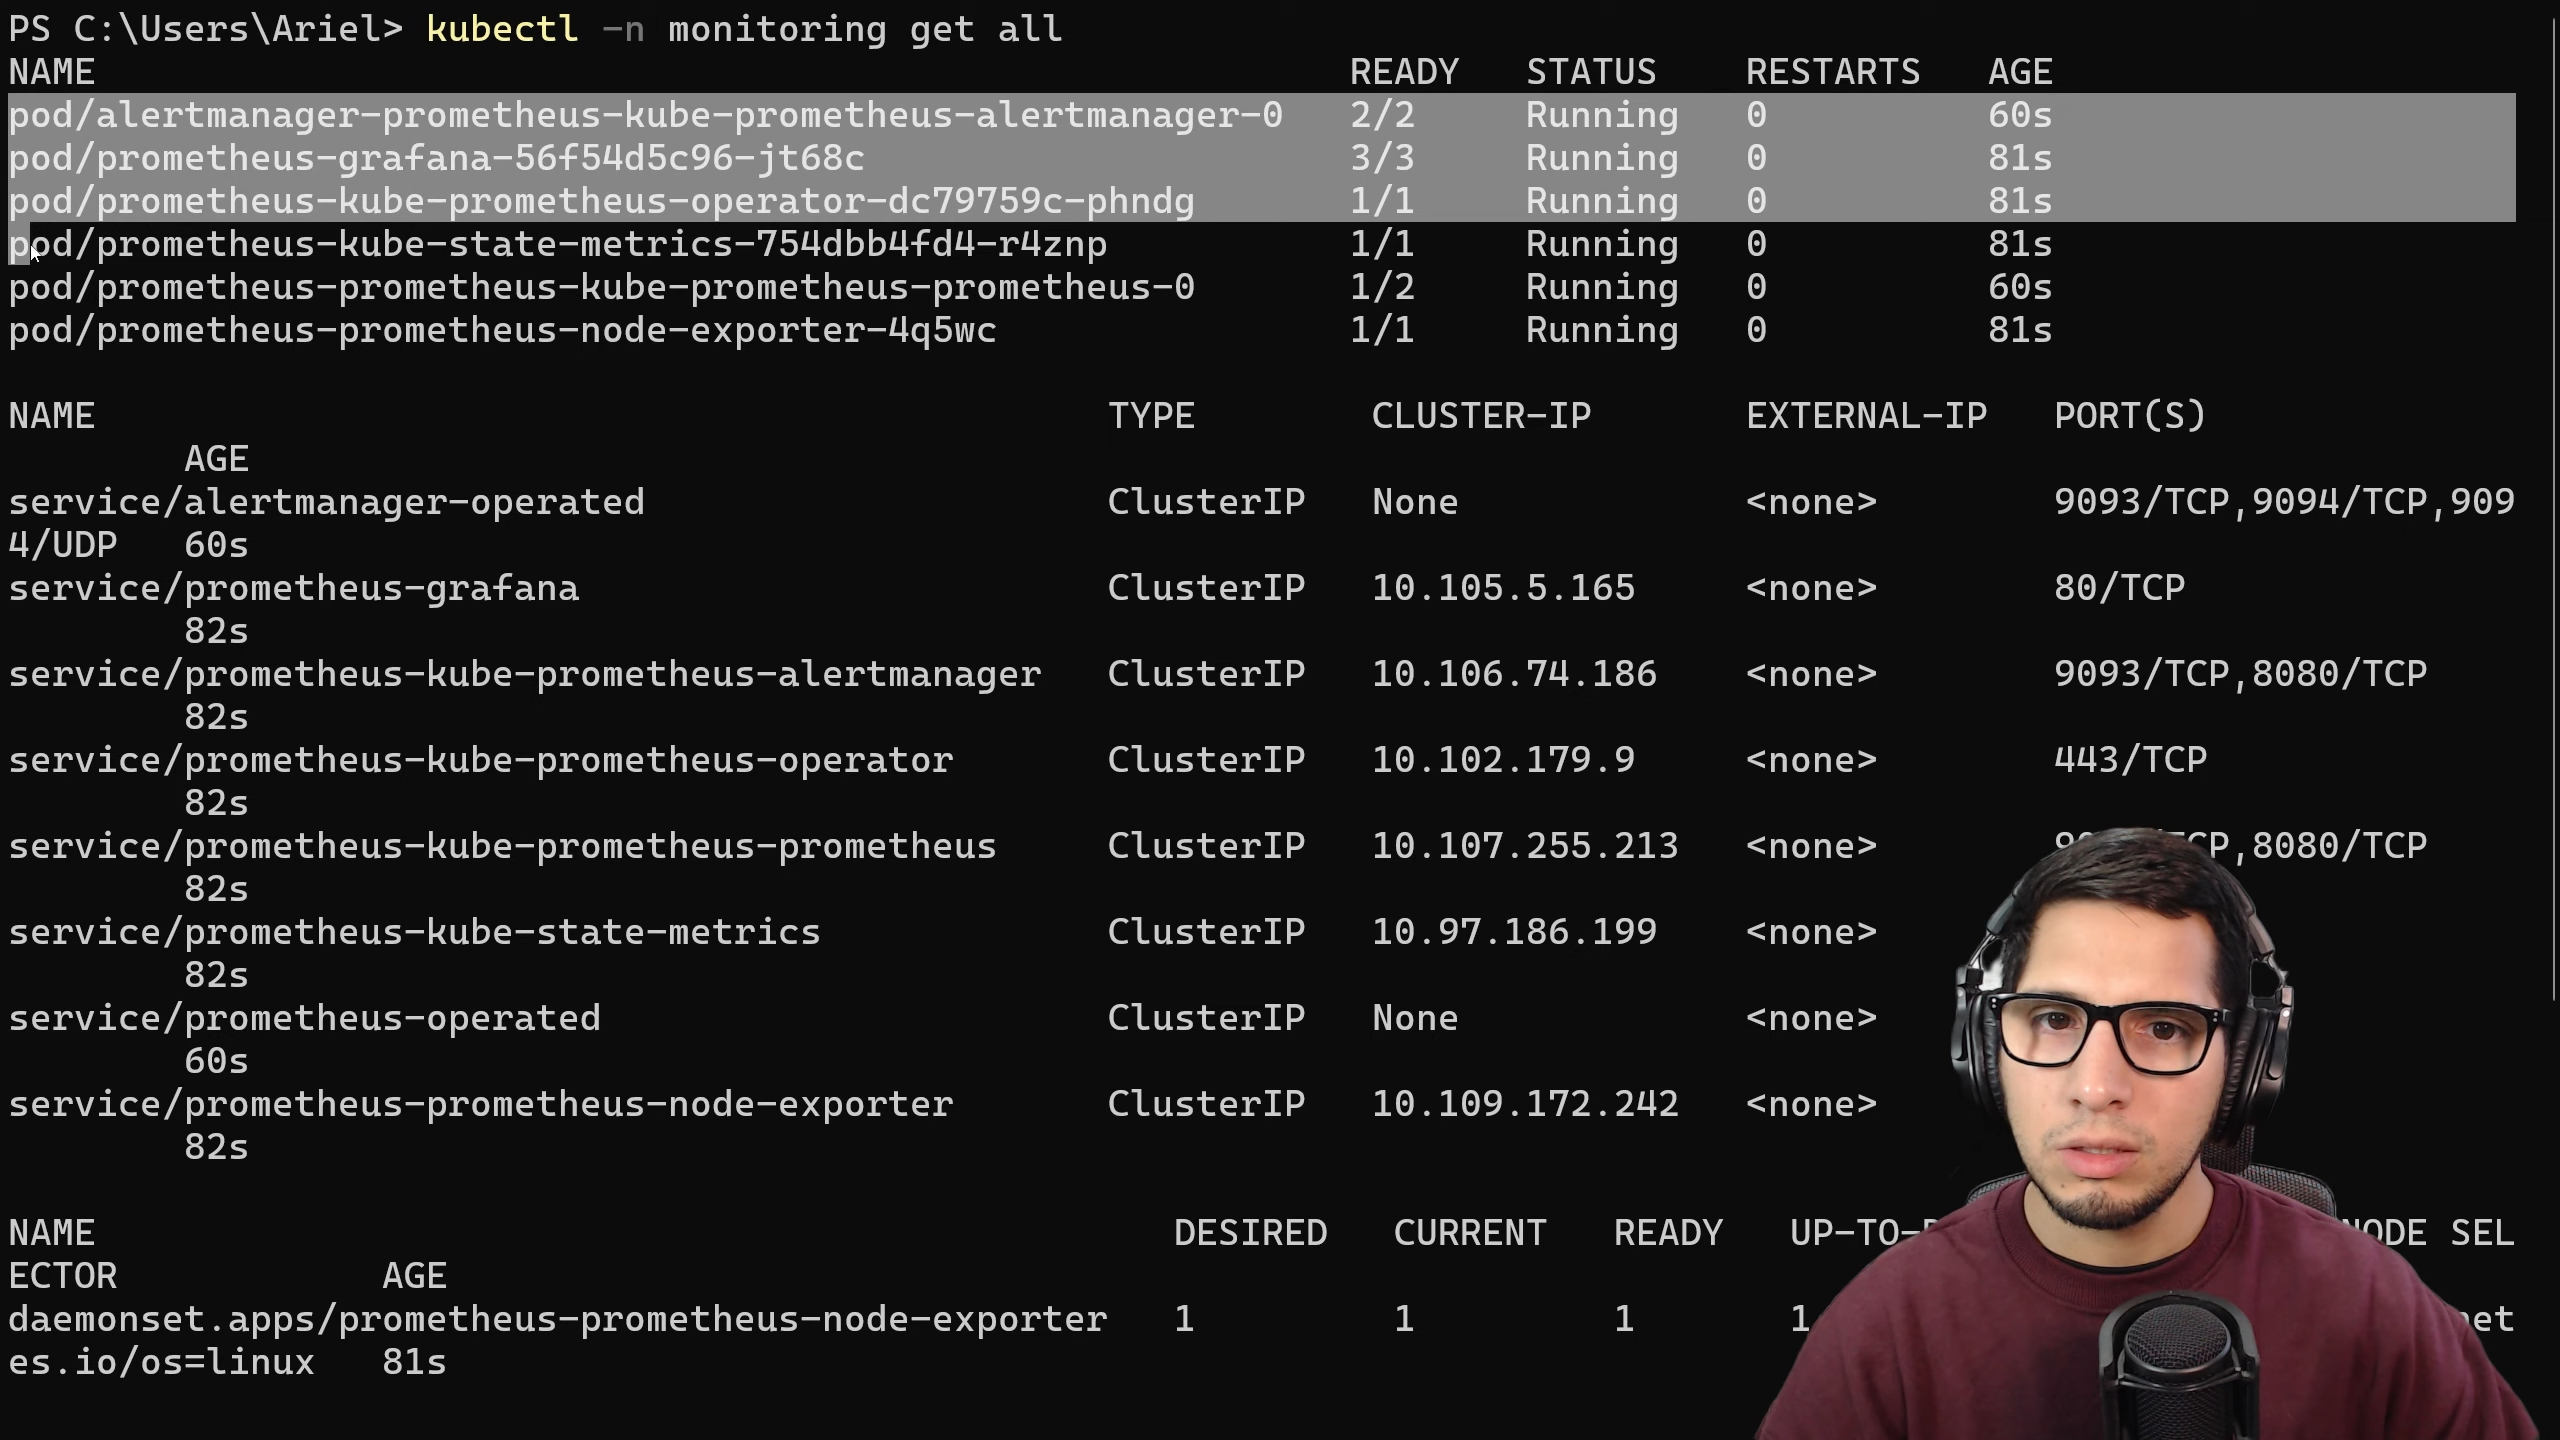 PS C:\Users\Ariel> kubectl -n monitoring get all
NAME READY STATUS RESTARTS AGE
pod/alertmanager-prometheus-kube-prometheus-alertmanager-0 2/2 Running 0 60s
pod/prometheus-grafana-56f54d5c96-jt68c 3/3 Running 0 81s
pod/prometheus-kube-prometheus-operator-dc79759c-phndg 1/1 Running 0 81s
pod/prometheus-kube-state-metrics-754dbb4fd4-r4znp 1/1 Running 0 81s
pod/prometheus-prometheus-kube-prometheus-prometheus-0 1/2 Running 0 60s
pod/prometheus-prometheus-node-exporter-4q5wc 1/1 Running 0 81s
NAME TYPE CLUSTER-IP EXTERNAL-IP PORT(S)
AGE
service/alertmanager-operated ClusterIP None <none> 9093/TCP,9094/TCP,909
4/UDP 60s
service/prometheus-grafana ClusterIP 10.105.5.165 <none> 80/TCP
82s
service/prometheus-kube-prometheus-alertmanager ClusterIP 10.106.74.186 <none> 9093/TCP,8080/TCP
82s
service/prometheus-kube-prometheus-operator ClusterIP 10.102.179.9 <none> 443/TCP
82s
service/prometheus-kube-prometheus-prometheus ClusterIP 10.107.255.213 <none> 8080/TCP
82s
service/prometheus-kube-state-metrics ClusterIP 10.97.186.199 <none>
82s
service/prometheus-operated ClusterIP None <none>
60s
service/prometheus-prometheus-node-exporter ClusterIP 10.109.172.242 <none>
82s
NAME DESIRED CURRENT READY UP-TO- NODE SEL
ECTOR AGE
daemonset.apps/prometheus-prometheus-node-exporter 1 1 1 1 net
es.io/os=linux 81s